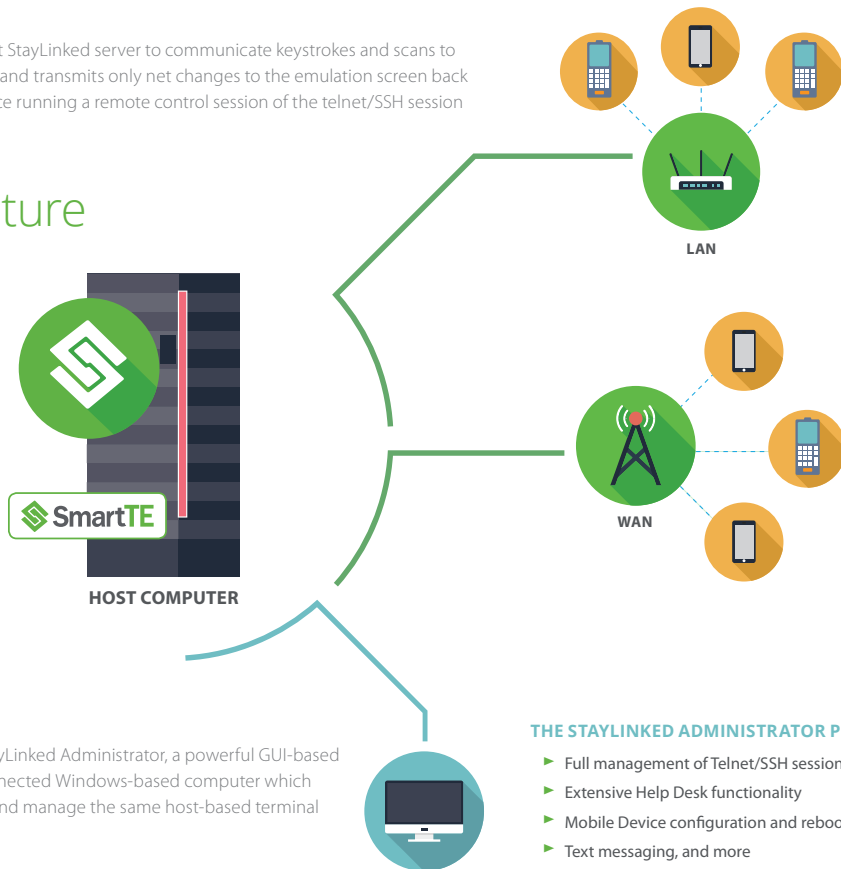 t StayLinked server to communicate keystrokes and scans to
and transmits only net changes to the emulation screen back
ce running a remote control session of the telnet/SSH session
ture
LAN
WAN
SmartTE
HOST COMPUTER
yLinked Administrator, a powerful GUI-based
nnected Windows-based computer which
and manage the same host-based terminal
THE STAYLINKED ADMINISTRATOR P
► Full management of Telnet/SSH session
► Extensive Help Desk functionality
► Mobile Device configuration and reboo
► Text messaging, and more